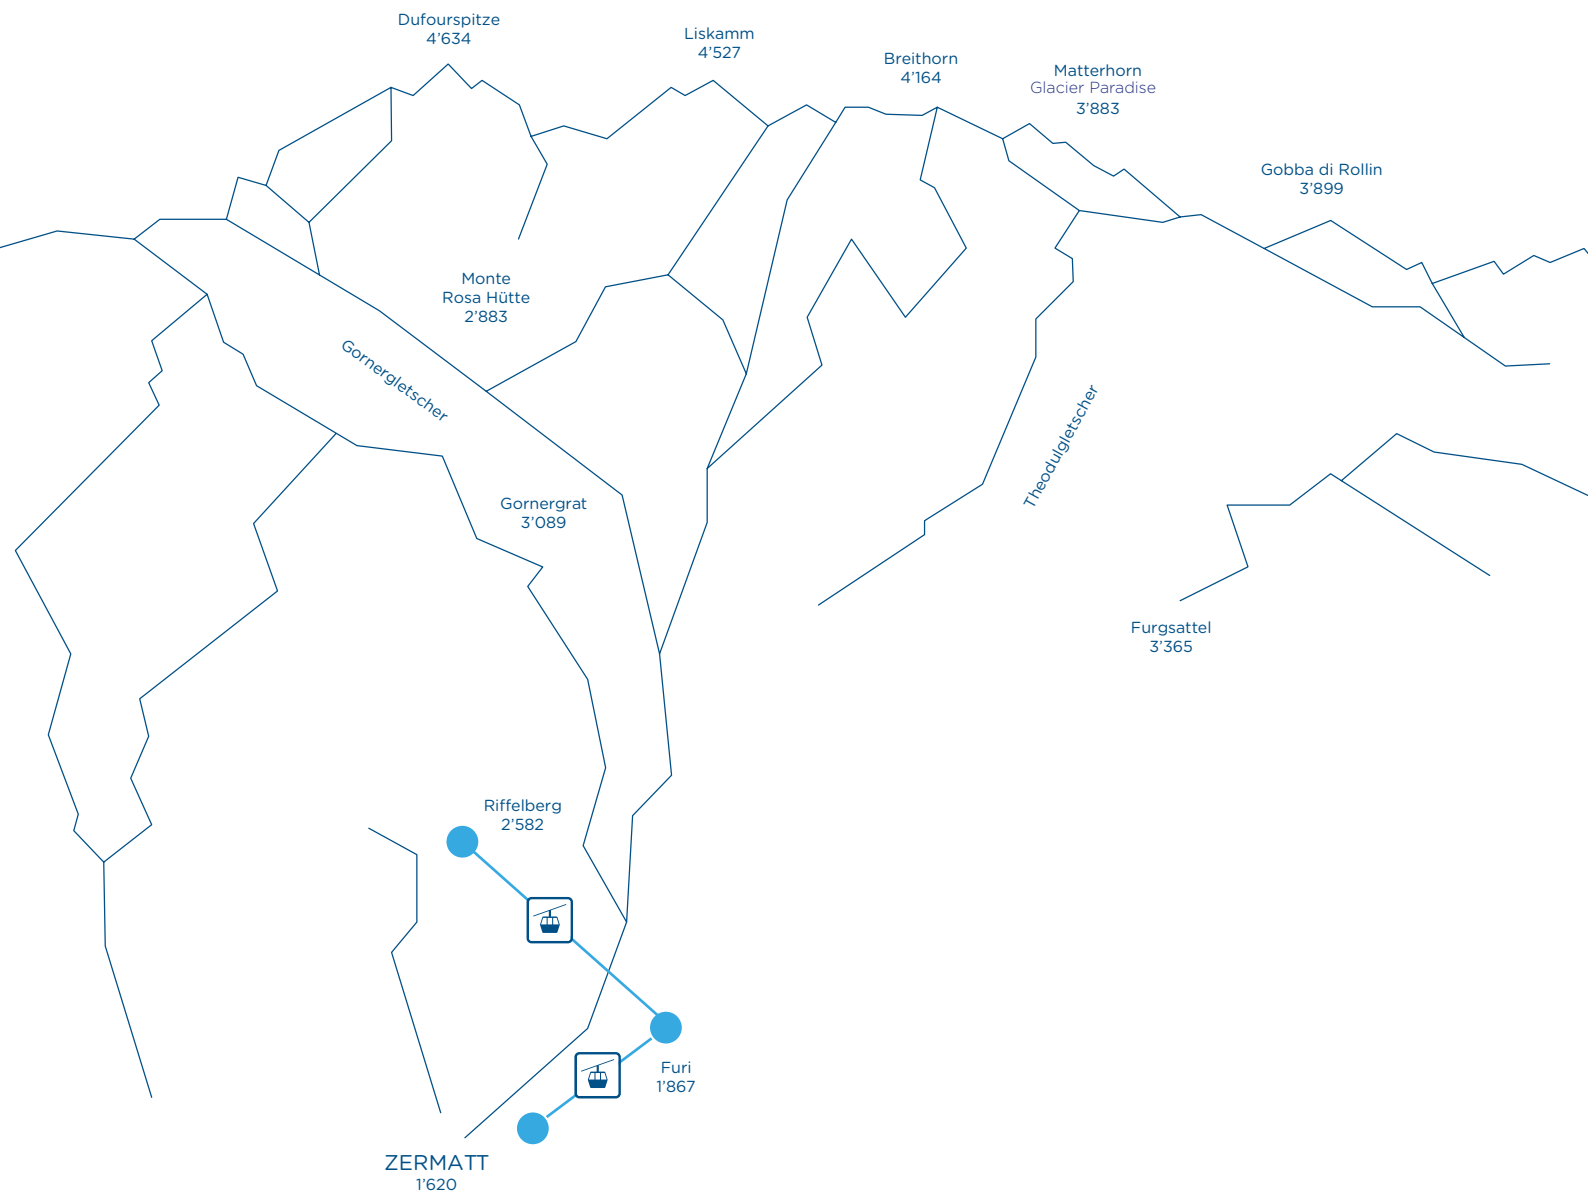 Dufourspitze
4’634
Liskamm
4’527
Breithorn
4’164
Matterhorn
Glacier Paradise
3’883
Gobba di Rollin
3’899
Monte
Rosa Hütte
2’883
Gornergletscher
Theodulgletscher
Gornergrat
3’089
Furgsattel
3’365
Riffelberg
2’582
Furi
1’867
ZERMATT
1’620